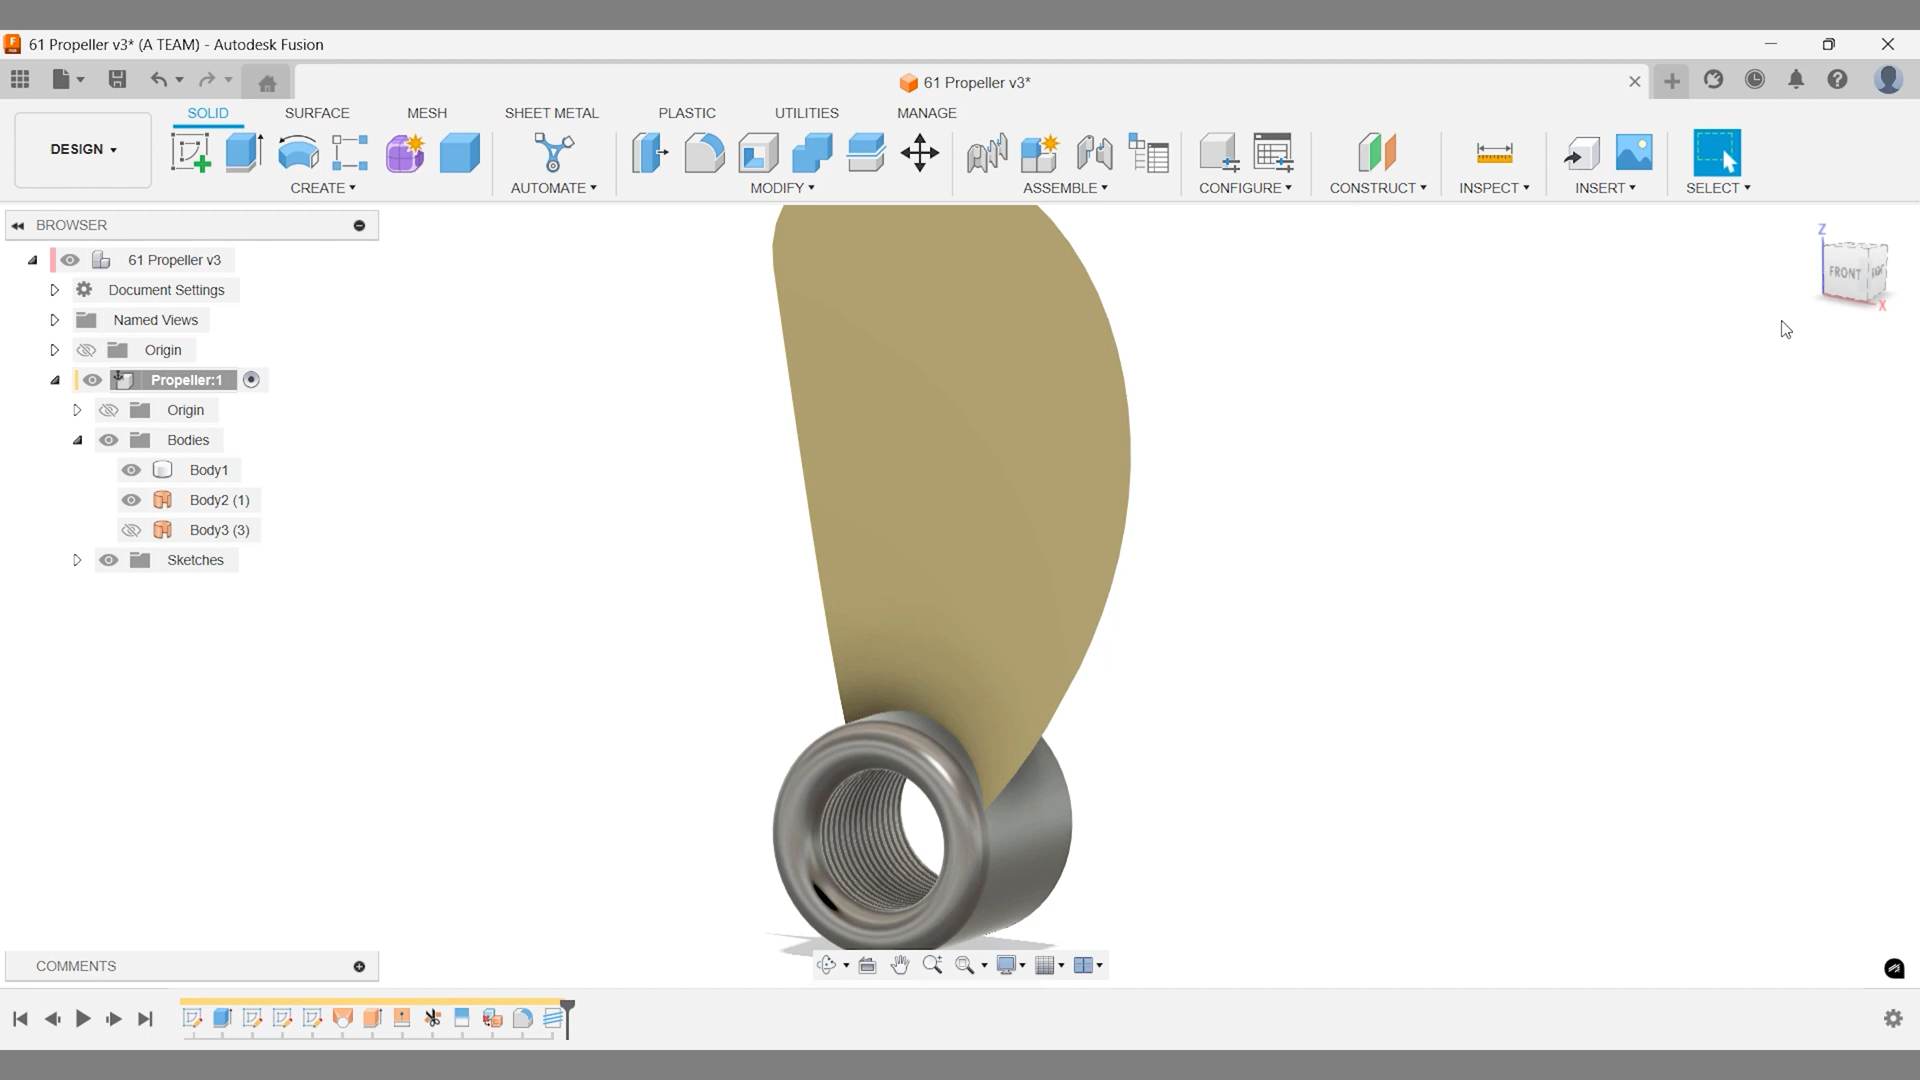 61 Propeller v3* (A TEAM) - Autodesk Fusion
61 Propeller v3*
SOLID SURFACE MESH SHEET METAL PLASTIC UTILITIES MANAGE
DESIGN
CREATE AUTOMATE MODIFY ASSEMBLE CONFIGURE CONSTRUCT INSPECT INSERT SELECT
BROWSER
61 Propeller v3
Document Settings
Named Views
Origin
Propeller:1
Origin
Bodies
Body1
Body2 (1)
Body3 (3)
Sketches
Z
FRONT
X
COMMENTS